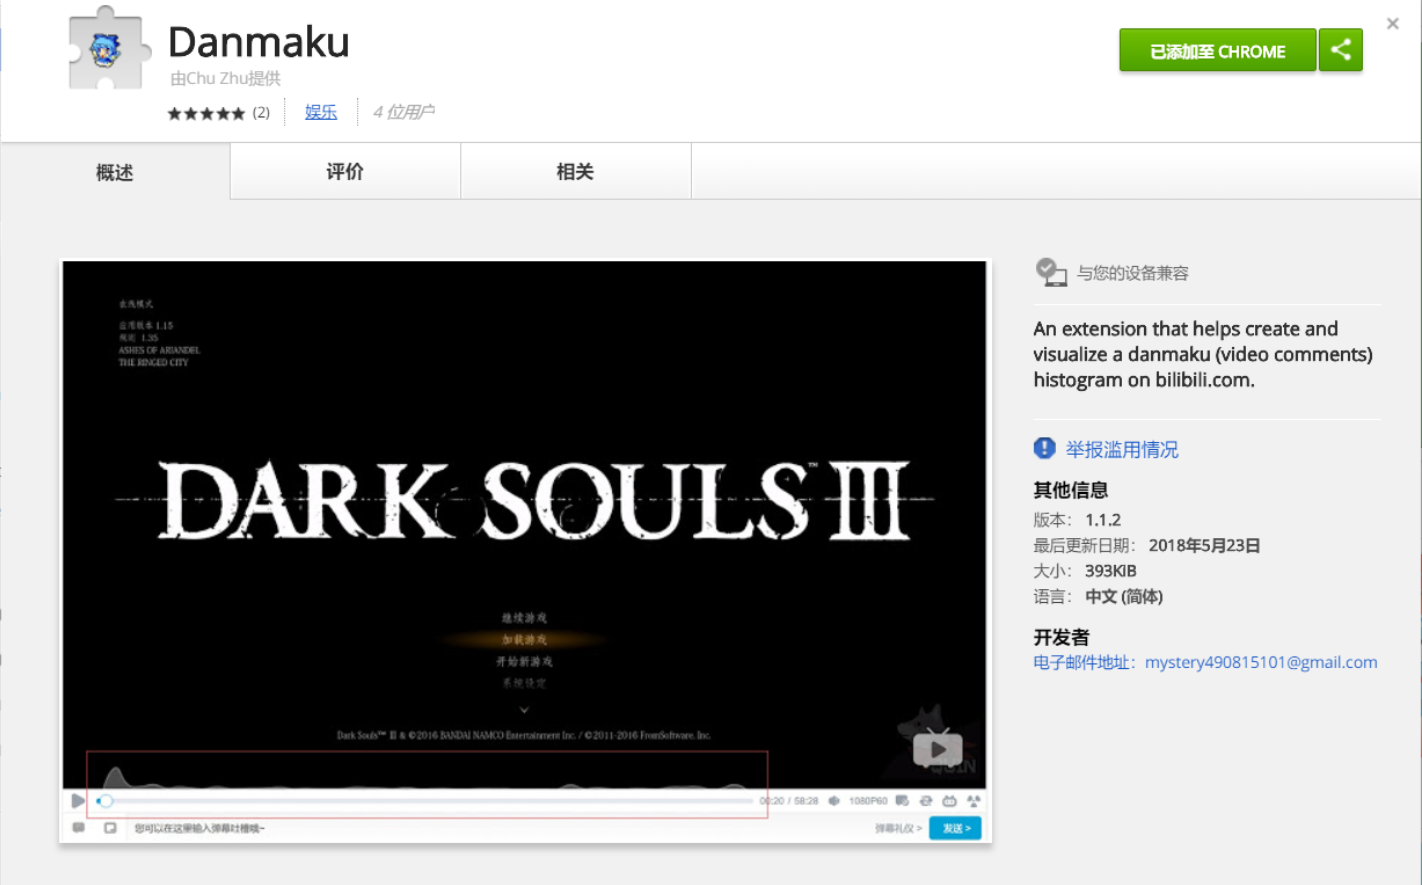 Danmaku
由Chu Zhu提供
(2)
娱乐
4 位用户
已添加至 CHROME
概述
评价
相关
在线模式
应用版本 1.15
规则 1.35
ASHES OF ARIANDEL
THE RINGED CITY
DARK SOULS III
™
继续游戏
加载游戏
开始新游戏
系统设定
Dark Souls™ III & ©2016 BANDAI NAMCO Entertainment Inc. / ©2011-2016 FromSoftware, Inc.
QUIN
00:20 / 58:28
1080P60
您可以在这里输入弹幕吐槽哦~
弹幕礼仪 >
发送 >
与您的设备兼容
An extension that helps create and
visualize a danmaku (video comments)
histogram on bilibili.com.
举报滥用情况
其他信息
版本： 1.1.2
最后更新日期： 2018年5月23日
大小： 393KiB
语言： 中文 (简体)
开发者
电子邮件地址：mystery490815101@gmail.com